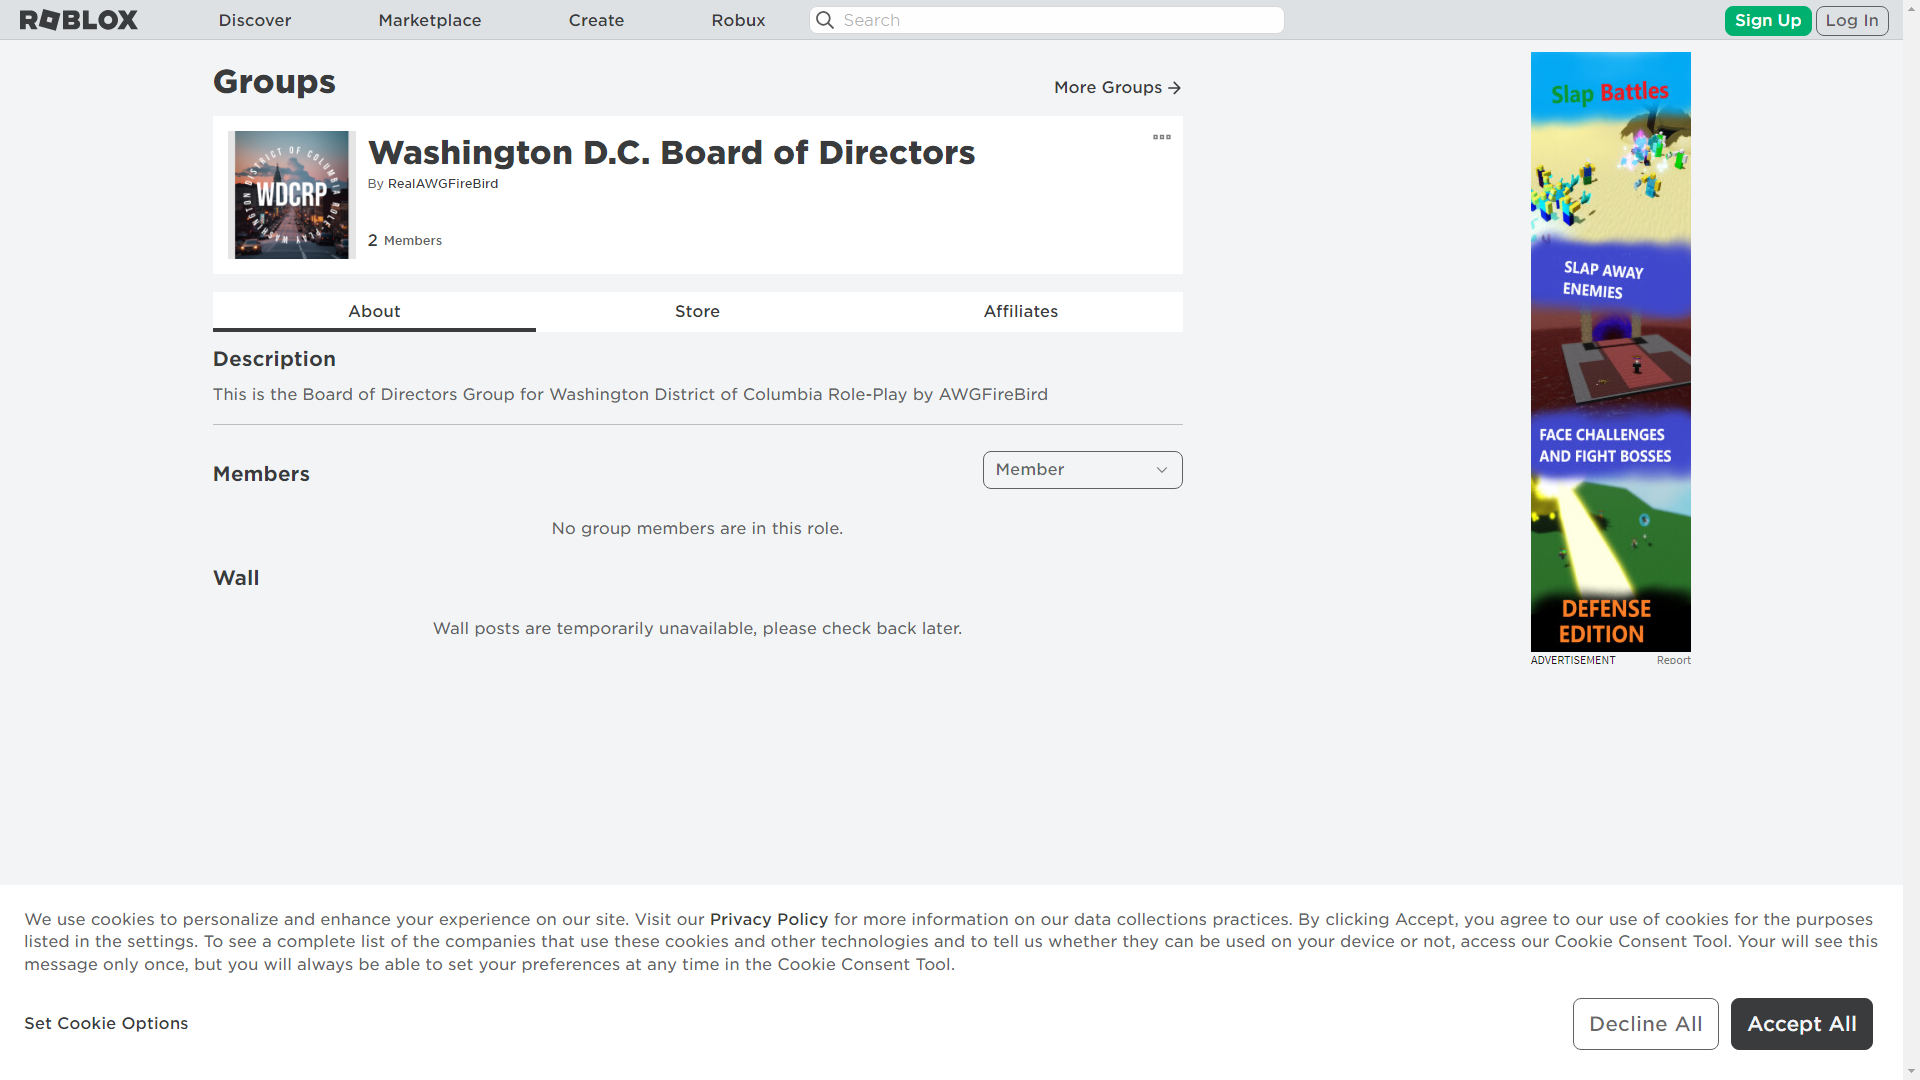 ROBLOX
Discover
Marketplace
Create
Robux
Search
Sign Up
Log In
Groups
More Groups
WASHINGTON DISTRICT OF COLUMBIA ROLE-PLAY
WDCRP
Washington D.C. Board of Directors
By RealAWGFireBird
2 Members
About
Store
Affiliates
Description
This is the Board of Directors Group for Washington District of Columbia Role-Play by AWGFireBird
Members
Member
No group members are in this role.
Wall
Wall posts are temporarily unavailable, please check back later.
Slap Battles
SLAP AWAY
ENEMIES
FACE CHALLENGES
AND FIGHT BOSSES
DEFENSE
EDITION
ADVERTISEMENT
Report
We use cookies to personalize and enhance your experience on our site. Visit our Privacy Policy for more information on our data collections practices. By clicking Accept, you agree to our use of cookies for the purposes
listed in the settings. To see a complete list of the companies that use these cookies and other technologies and to tell us whether they can be used on your device or not, access our Cookie Consent Tool. Your will see this
message only once, but you will always be able to set your preferences at any time in the Cookie Consent Tool.
Set Cookie Options
Decline All
Accept All